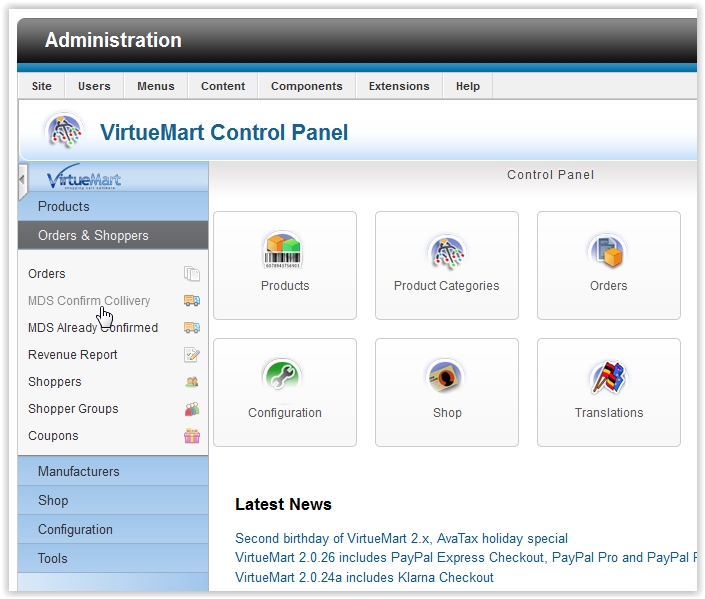 Administration
Site Users Menus Content Components Extensions Help
VirtueMart Control Panel
VirtueMart
Products
Orders & Shoppers
Orders
MDS Confirm Collivery
MDS Already Confirmed
Revenue Report
Shoppers
Shopper Groups
Coupons
Manufacturers
Shop
Configuration
Tools
Control Panel
Products Product Categories Orders
Configuration Shop Translations
Latest News
Second birthday of VirtueMart 2.x, AvaTax holiday special
VirtueMart 2.0.26 includes PayPal Express Checkout, PayPal Pro and PayPal
VirtueMart 2.0.24a includes Klarna Checkout